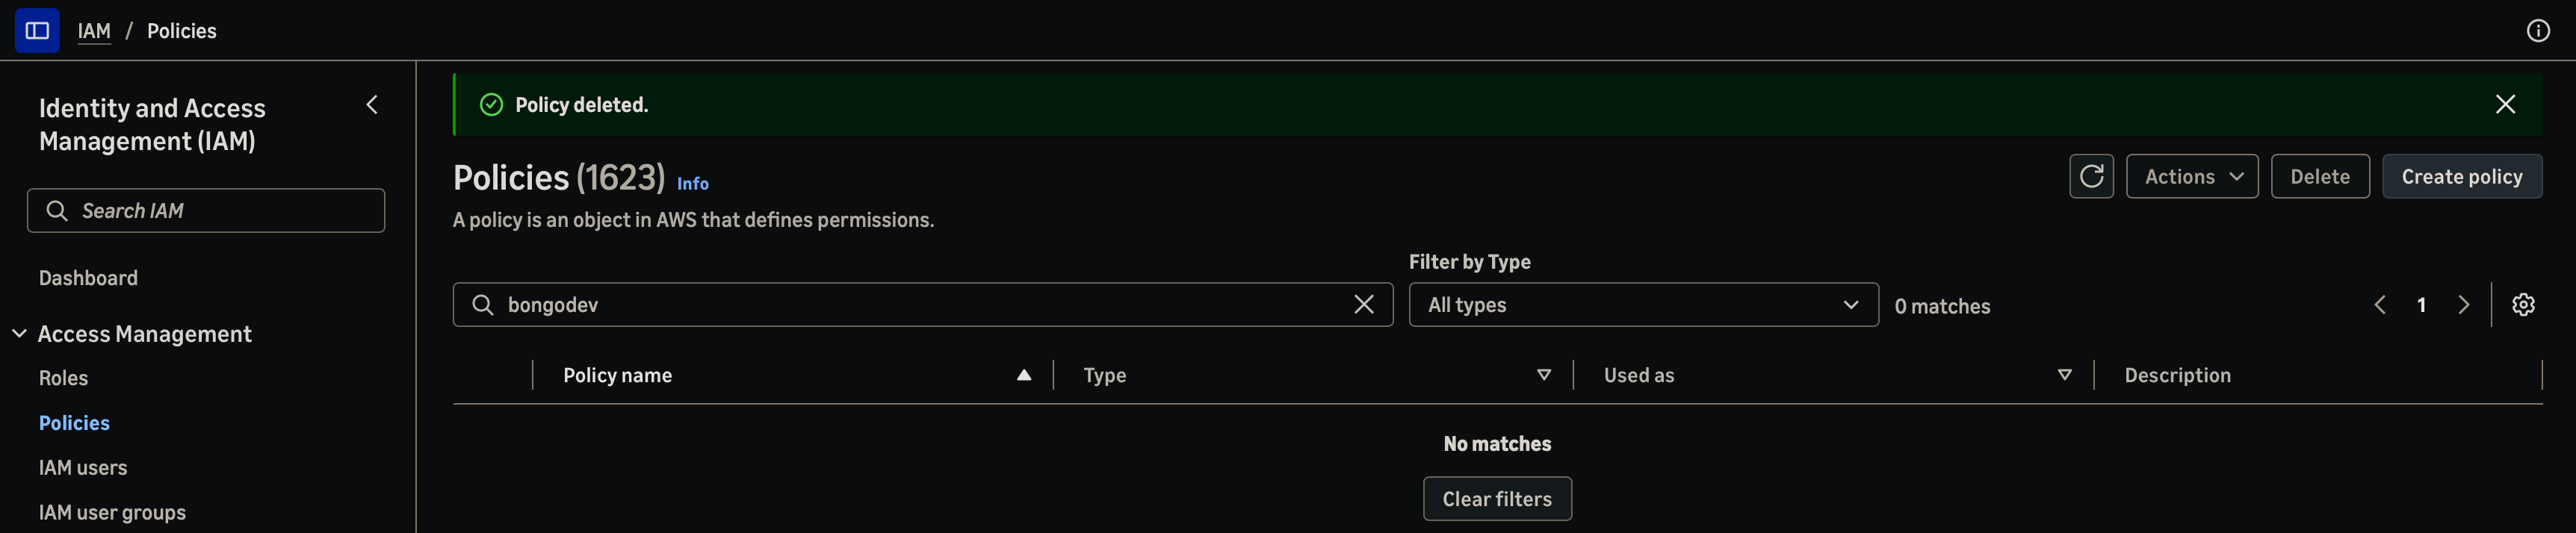 IAM / Policies
Identity and Access
Management (IAM)
Search IAM
Dashboard
Access Management
Roles
Policies
IAM users
IAM user groups
Policy deleted.
Policies (1623) Info
A policy is an object in AWS that defines permissions.
Actions
Delete
Create policy
Filter by Type
bongodev
All types
0 matches
1
Policy name
Type
Used as
Description
No matches
Clear filters